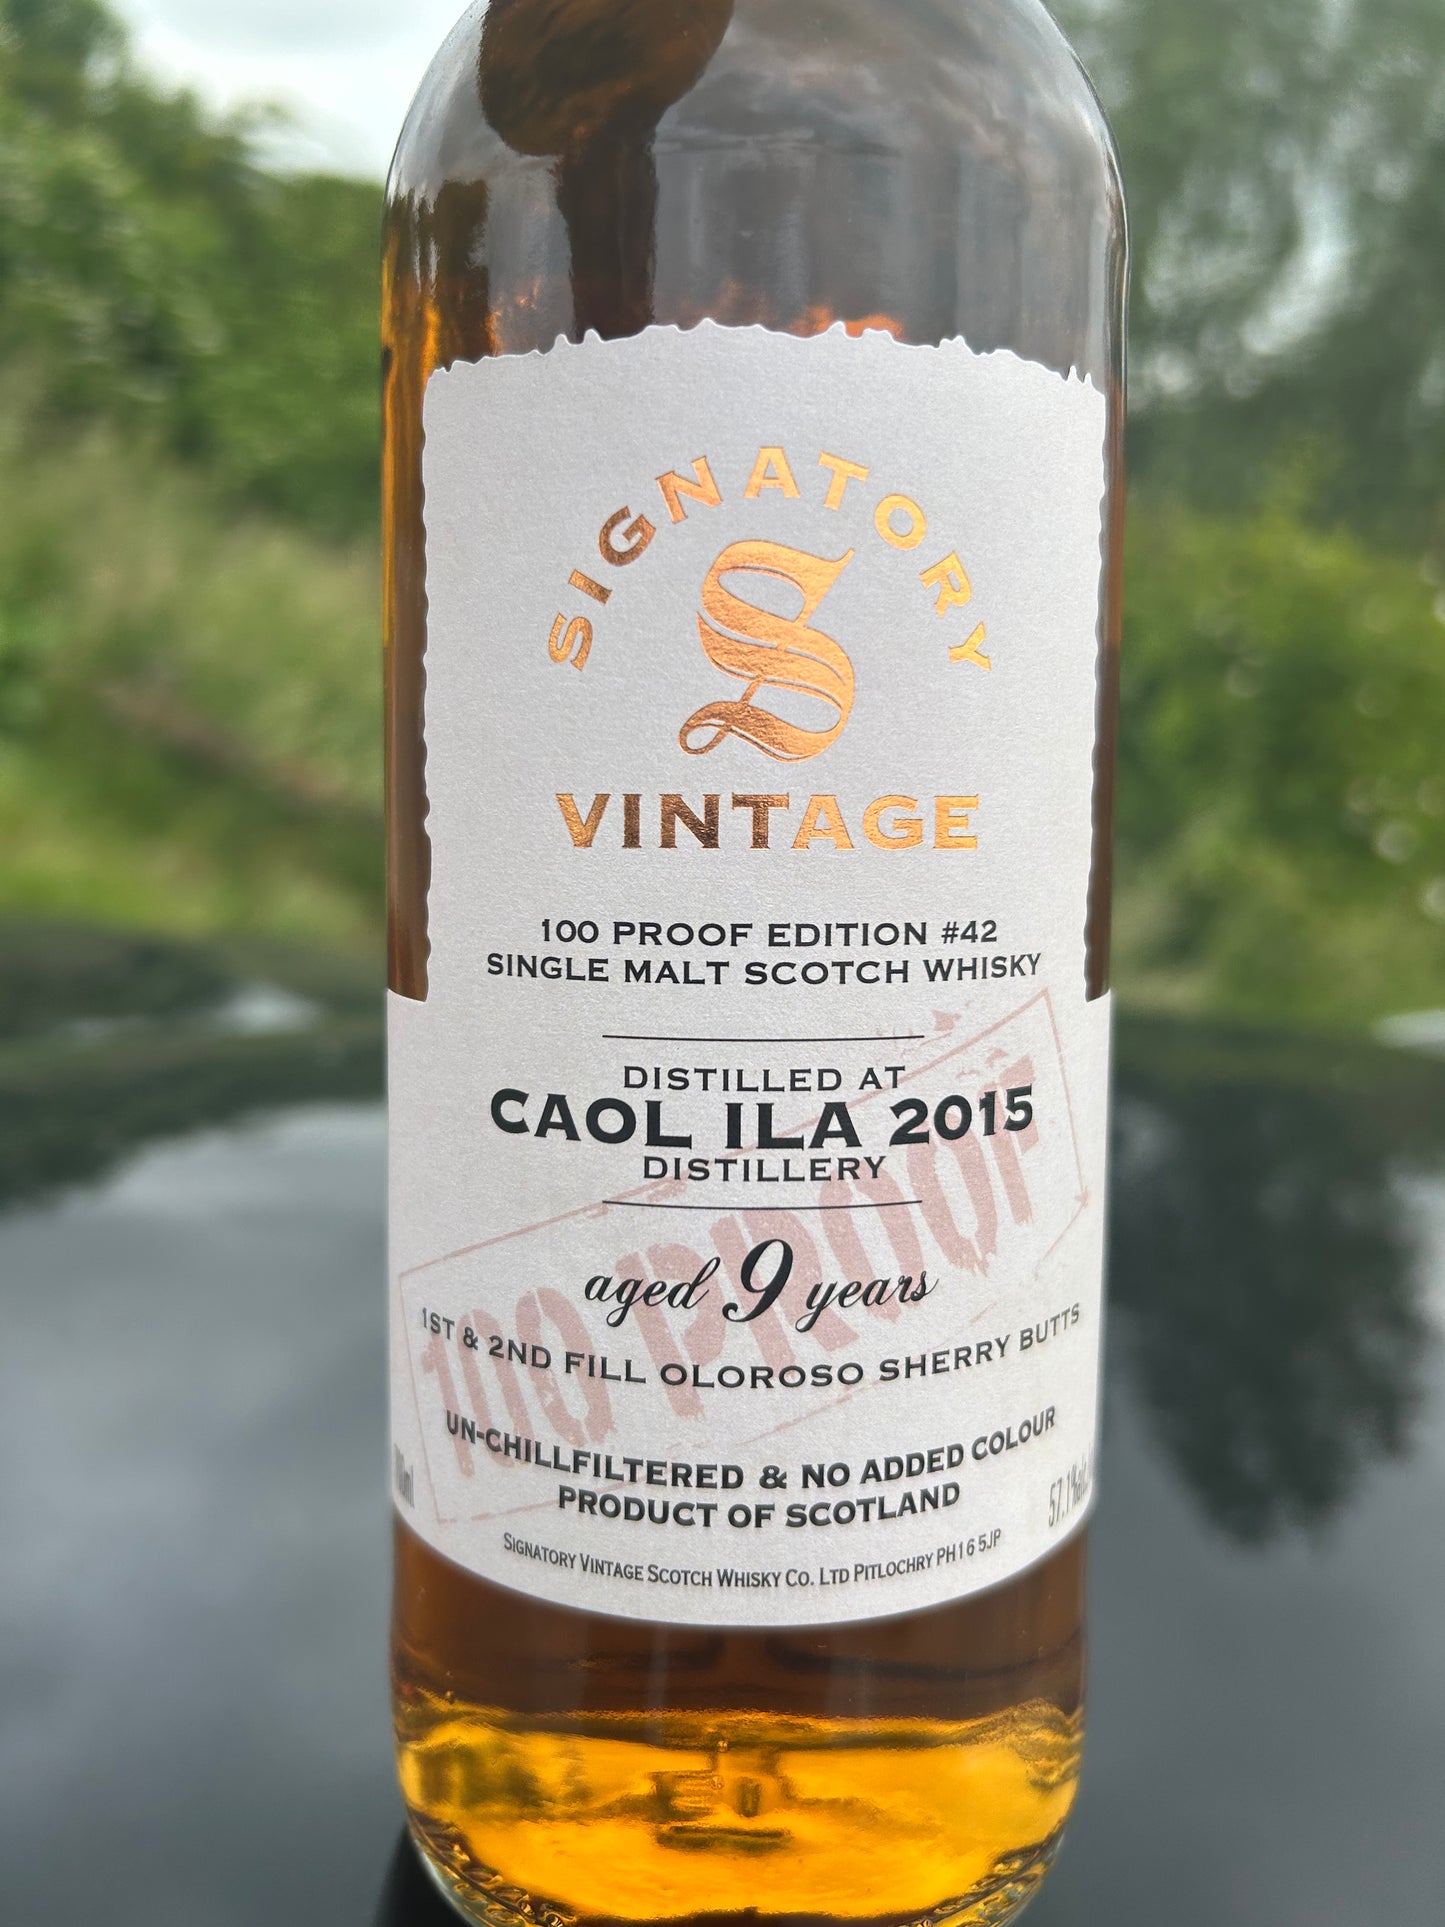 SIGNATORY
S
VINTAGE
100 PROOF EDITION #42
SINGLE MALT SCOTCH WHISKY
DISTILLED AT
CAOL ILA 2015
DISTILLERY
aged 9 years
100 PROOF
1ST & 2ND FILL OLOROSO SHERRY BUTTS
UN-CHILLFILTERED & NO ADDED COLOUR
PRODUCT OF SCOTLAND
SIGNATORY VINTAGE SCOTCH WHISKY CO. LTD PITLOCHRY PH16 5JP